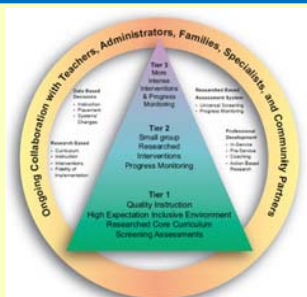 Ongoing Collaboration with Teachers, Administrators, Families, Specialists, and Community Partners
Tier 3
More
Intense
Interventions
& Progress
Monitoring
Data Based
Decisions
• Instruction
• Placement
• Systems'
Changes
Researched Based
Assessment System
• Universal Screening
• Progress Monitoring
Tier 2
Small group
Researched
Interventions
Progress Monitoring
Research Based
• Curriculum
• Instruction
• Interventions
• Fidelity of
Implementation
Professional
Development
• In-Service
• Pre-Service
• Coaching
• Action Based
Research
Tier 1
Quality Instruction
High Expectation Inclusive Environment
Researched Core Curriculum
Screening Assessments